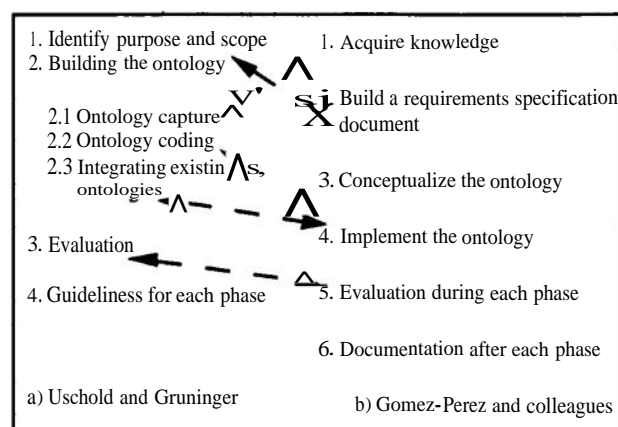 1. Identify purpose and scope
2. Building the ontology
2.1 Ontology capture
2.2 Ontology coding
2.3 Integrating existin
ontologies
3. Evaluation
4. Guideliness for each phase
a) Uschold and Gruninger
1. Acquire knowledge
Build a requirements specification
document
3. Conceptualize the ontology
4. Implement the ontology
5. Evaluation during each phase
6. Documentation after each phase
b) Gomez-Perez and colleagues